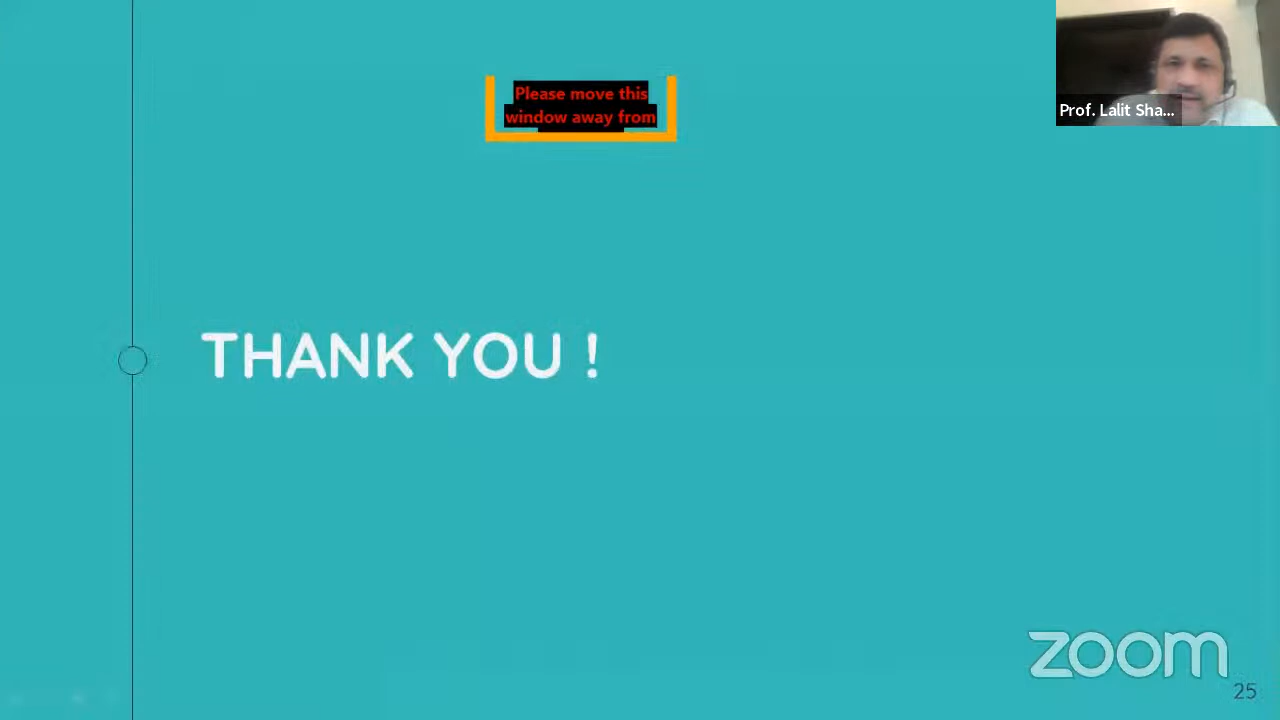 Please move this
window away from
Prof. Lalit Sha...
THANK YOU !
zoom
25